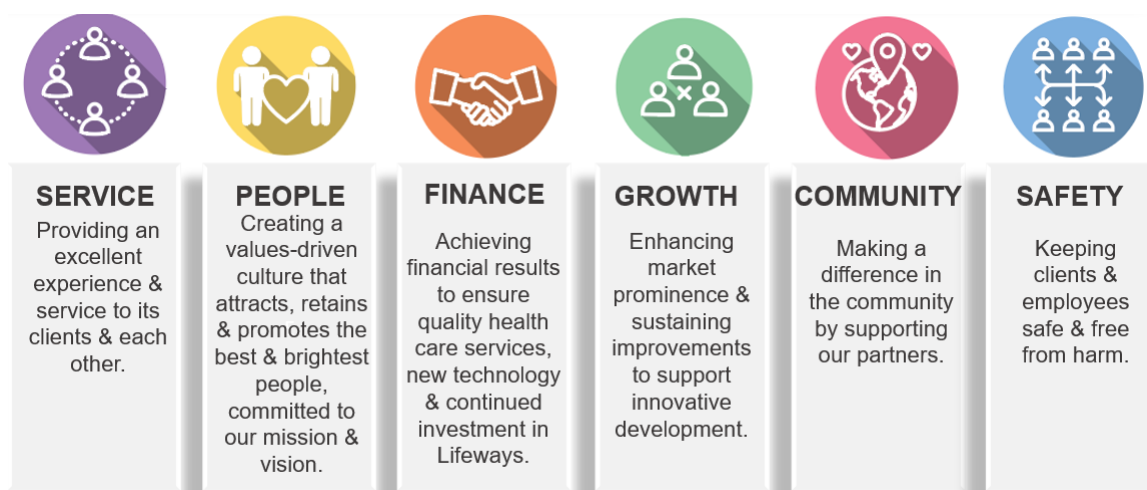 SERVICE
Providing an
excellent
experience &
service to its
clients & each
other.
PEOPLE
Creating a
values-driven
culture that
attracts, retains
& promotes the
best & brightest
people,
committed to
our mission &
vision.
FINANCE
Achieving
financial results
to ensure
quality health
care services,
new technology
& continued
investment in
Lifeways.
GROWTH
Enhancing
market
prominence &
sustaining
improvements
to support
innovative
development.
COMMUNITY
Making a
difference in
the community
by supporting
our partners.
SAFETY
Keeping
clients &
employees
safe & free
from harm.